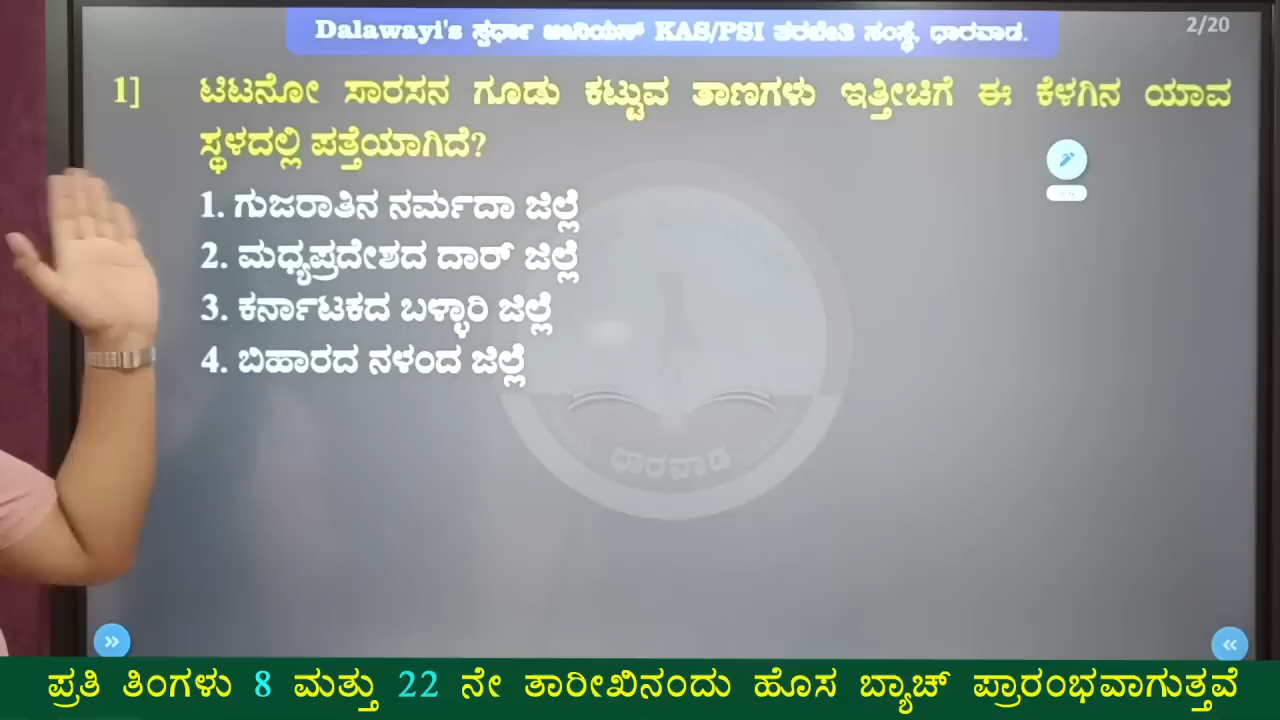 Dalawayi's ಸ್ಪರ್ಧಾ ಜೀನಿಯಸ್ KAS/PSI ತರಬೇತಿ ಸಂಸ್ಥೆ, ಧಾರವಾಡ.
2/20
1] ಟಿಟನೋ ಸಾರಸನ ಗೂಡು ಕಟ್ಟುವ ತಾಣಗಳು ಇತ್ತೀಚಿಗೆ ಈ ಕೆಳಗಿನ ಯಾವ
ಸ್ಥಳದಲ್ಲಿ ಪತ್ತೆಯಾಗಿದೆ?
1. ಗುಜರಾತಿನ ನರ್ಮದಾ ಜಿಲ್ಲೆ
2. ಮಧ್ಯಪ್ರದೇಶದ ದಾರ್ ಜಿಲ್ಲೆ
3. ಕರ್ನಾಟಕದ ಬಳ್ಳಾರಿ ಜಿಲ್ಲೆ
4. ಬಿಹಾರದ ನಳಂದ ಜಿಲ್ಲೆ
ಧಾರವಾಡ
ಪ್ರತಿ ತಿಂಗಳು 8 ಮತ್ತು 22 ನೇ ತಾರೀಖಿನಂದು ಹೊಸ ಬ್ಯಾಚ್ ಪ್ರಾರಂಭವಾಗುತ್ತವೆ